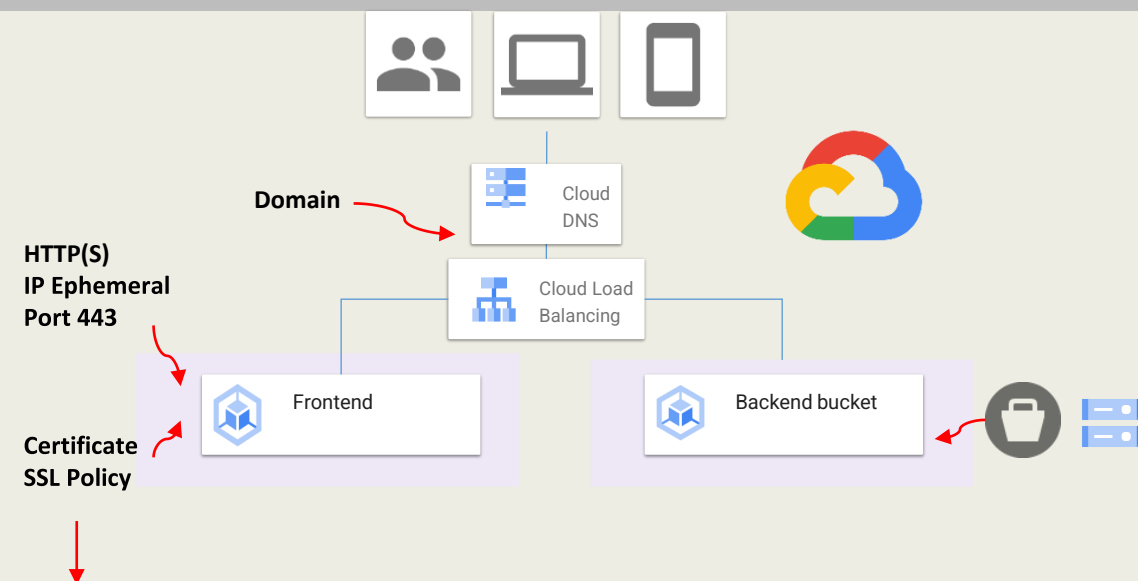 Cloud
DNS
Domain
HTTP(S)
IP Ephemeral
Port 443
Cloud Load
Balancing
Frontend
Backend bucket
Certificate
SSL Policy